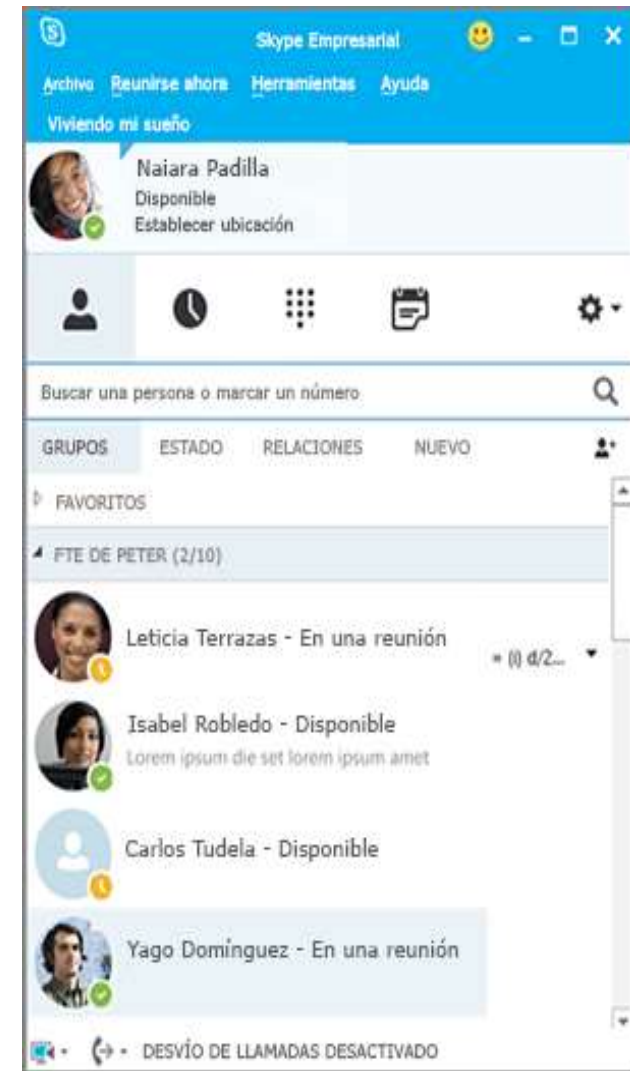 Skype Empresarial
Archivo Reunirse ahora Herramientas Ayuda
Viviendo mi sueño
Naiara Padilla
Disponible
Establecer ubicación
Buscar una persona o marcar un número
GRUPOS ESTADO RELACIONES NUEVO
FAVORITOS
FTE DE PETER (2/10)
Leticia Terrazas - En una reunión
= (i) d/2...
Isabel Robledo - Disponible
Lorem ipsum die set lorem ipsum amet
Carlos Tudela - Disponible
Yago Domínguez - En una reunión
DESVÍO DE LLAMADAS DESACTIVADO